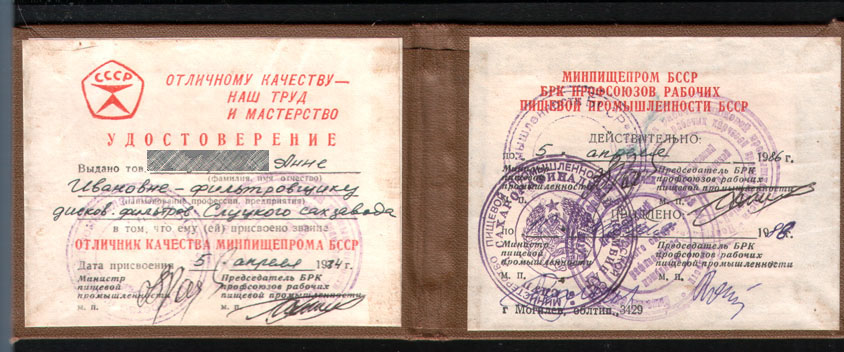 СССР
ОТЛИЧНОМУ КАЧЕСТВУ—
НАШ ТРУД
И МАСТЕРСТВО
УДОСТОВЕРЕНИЕ
Выдано тов. Анне
(фамилия, имя, отчество)
Ивановне - фильтровщику
(наименование профессии, предприятия)
дисков. фильтров Слуцкого сахзавода
в том, что ему (ей) присвоено звание
ОТЛИЧНИК КАЧЕСТВА МИНПИЩЕПРОМА БССР
Дата присвоения 5 апреля 1984г.
Министр пищевой промышленности
Председатель БРК профсоюзов рабочих пищевой промышленности
м. п. м. п.
МИНПИЩЕПРОМ БССР
БРК ПРОФСОЮЗОВ РАБОЧИХ
ПИЩЕВОЙ ПРОМЫШЛЕННОСТИ БССР
ДЕЙСТВИТЕЛЬНО:
по 5. апреля 1986 г.
Министр пищевой промышленности
Председатель БРК профсоюзов рабочих пищевой промышленности
м. п. м. п.
ПРОДЛЕНО:
по 198 г.
Министр пищевой промышленности
Председатель БРК профсоюзов рабочих пищевой промышленности
м. п. м. п.
г Могилев, облтип., 3429